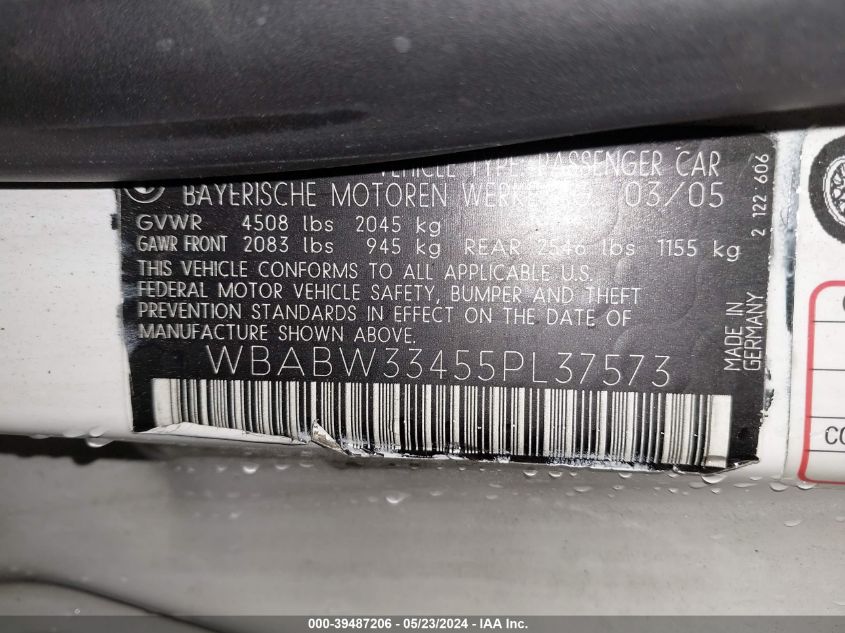 VEHICLE TYPE: PASSENGER CAR
BAYERISCHE MOTOREN WERKE 03/05
GVWR 4508 lbs 2045 kg
GAWR FRONT 2083 lbs 945 kg REAR 2546 lbs 1155 kg
THIS VEHICLE CONFORMS TO ALL APPLICABLE U.S.
FEDERAL MOTOR VEHICLE SAFETY, BUMPER AND THEFT
PREVENTION STANDARDS IN EFFECT ON THE DATE OF
MANUFACTURE SHOWN ABOVE.
WBABW33455PL37573
MADE IN
GERMANY
2 122 606
000-39487206 - 05/23/2024 - IAA Inc.